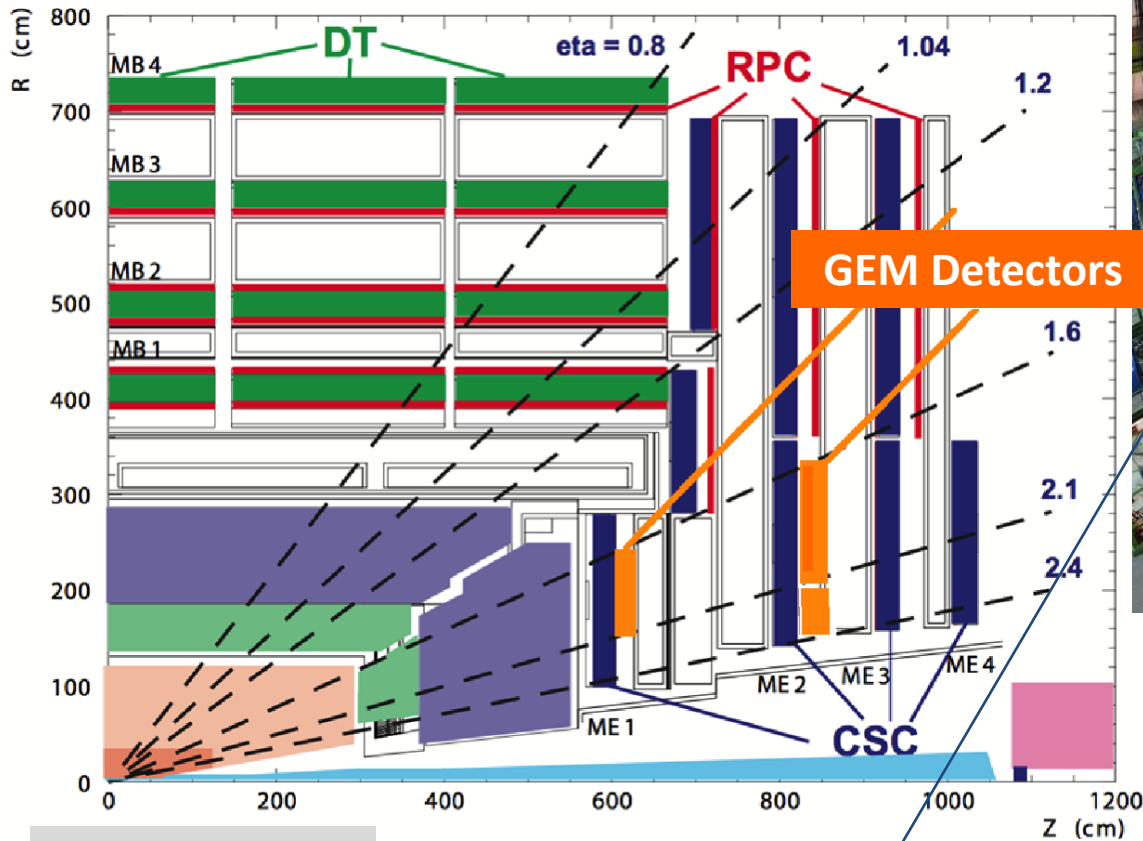 R (cm)
800
700
600
500
400
300
200
100
0
MB 4
MB 3
MB 2
MB 1
DT
eta = 0.8
1.04
RPC
1.2
GEM Detectors
1.6
2.1
2.4
ME 1
ME 2
ME 3
ME 4
CSC
0
200
400
600
800
1000
1200
Z (cm)